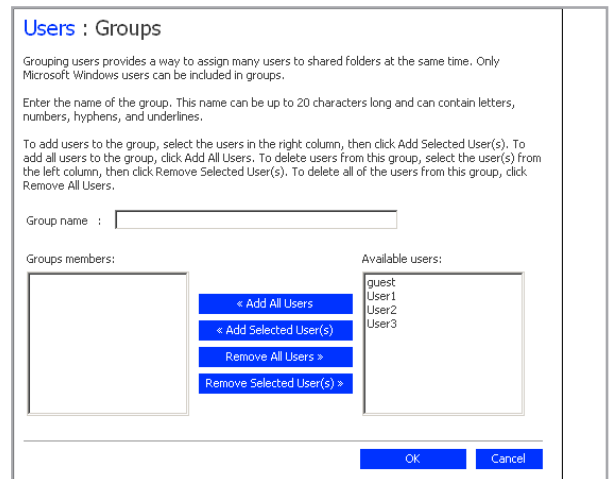 Users : Groups
Grouping users provides a way to assign many users to shared folders at the same time. Only
Microsoft Windows users can be included in groups.
Enter the name of the group. This name can be up to 20 characters long and can contain letters,
numbers, hyphens, and underlines.
To add users to the group, select the users in the right column, then click Add Selected User(s). To
add all users to the group, click Add All Users. To delete users from this group, select the user(s) from
the left column, then click Remove Selected User(s). To delete all of the users from this group, click
Remove All Users.
Group name :
Groups members:
Available users:
« Add All Users
« Add Selected User(s)
Remove All Users »
Remove Selected User(s) »
guest
User1
User2
User3
OK
Cancel